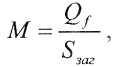 M = Q_f / S_заг ,